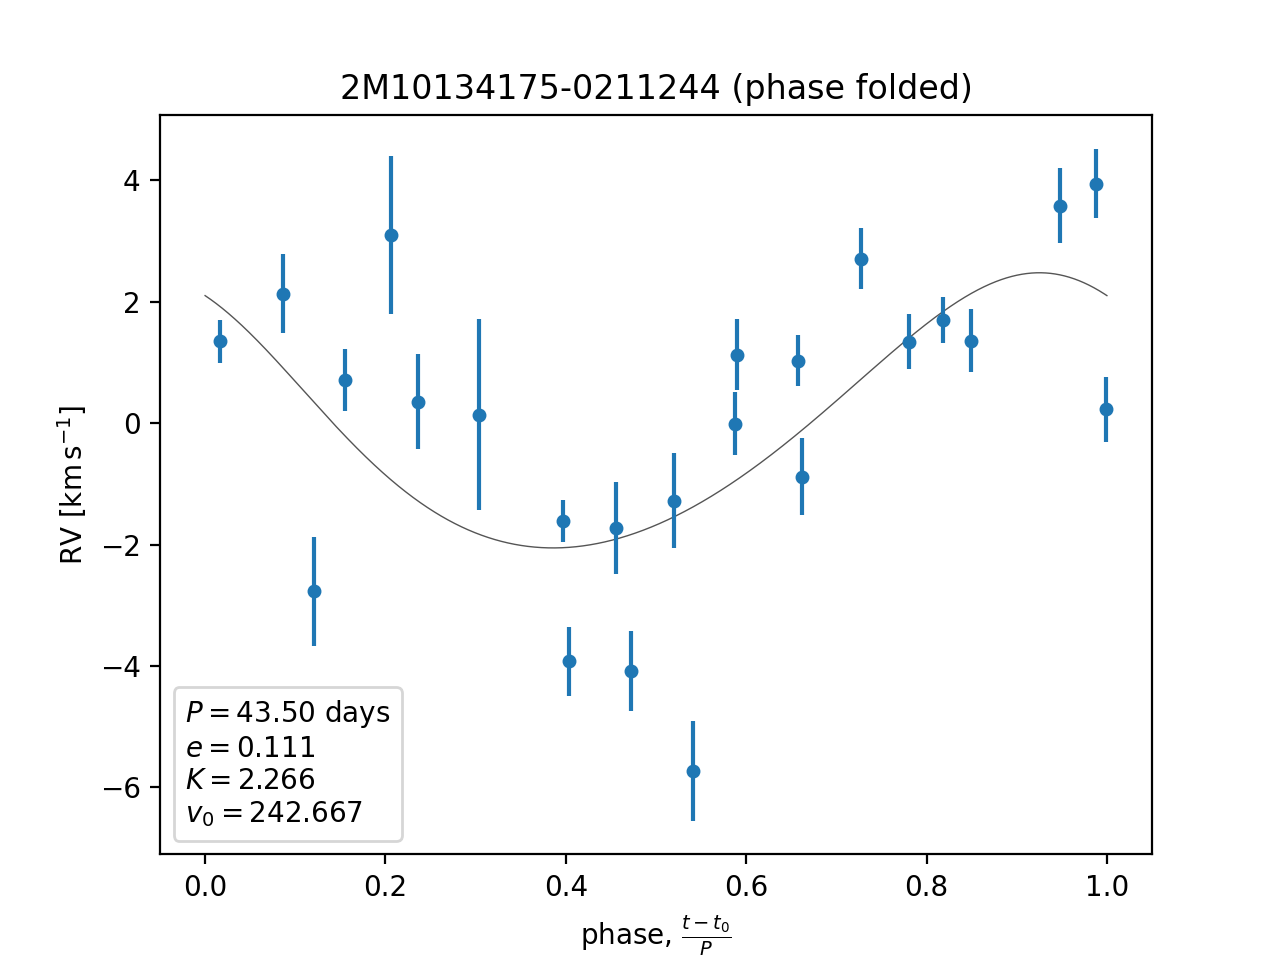 2M10134175-0211244 (phase folded)
RV [km s⁻¹]
4
2
0
−2
−4
−6
P = 43.50 days
e = 0.111
K = 2.266
v₀ = 242.667
0.0 0.2 0.4 0.6 0.8 1.0
phase, (t − t₀)/P